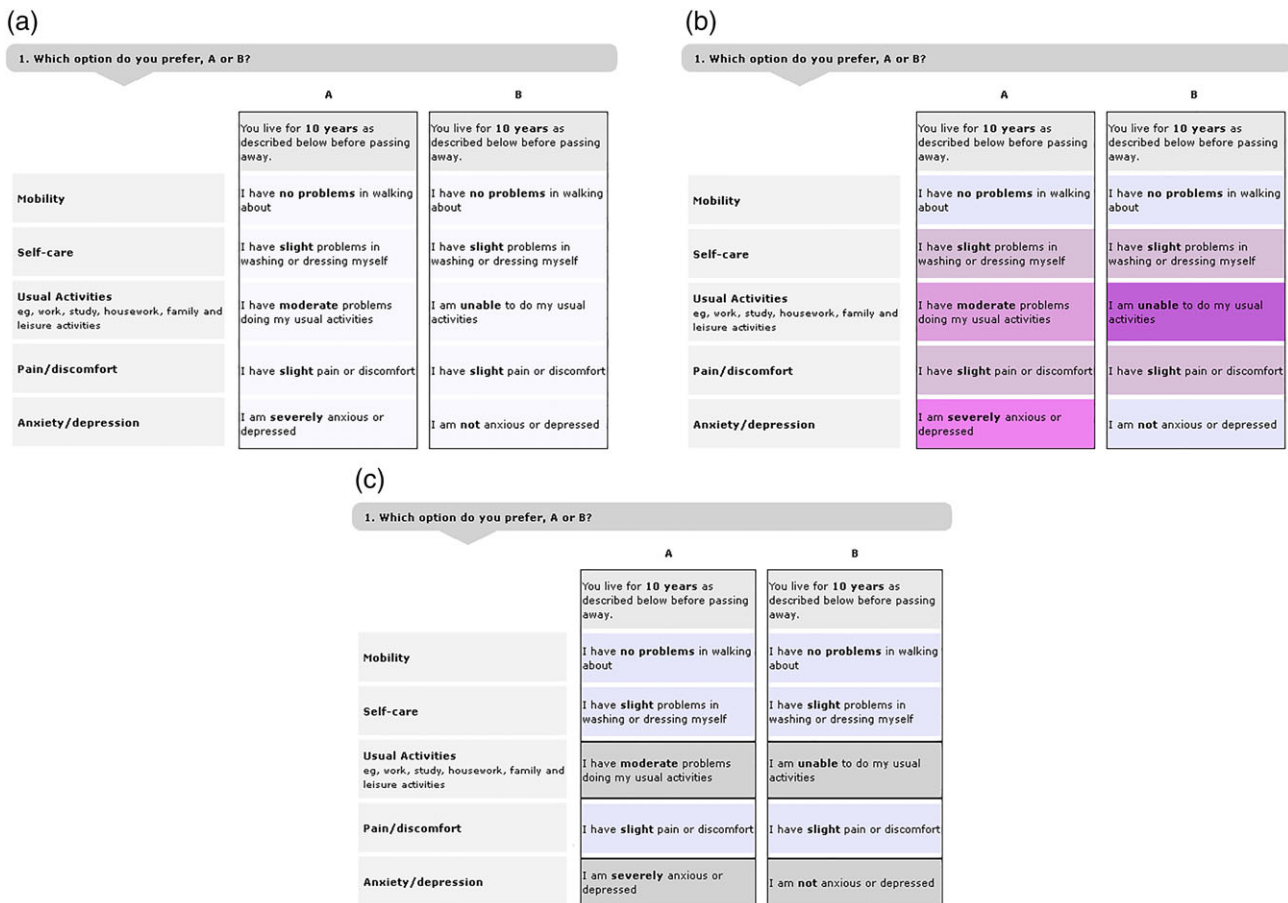 (a)
1. Which option do you prefer, A or B?
A
B
You live for 10 years as
described below before passing
away.
You live for 10 years as
described below before passing
away.
Mobility
I have no problems in walking
about
I have no problems in walking
about
Self-care
I have slight problems in
washing or dressing myself
I have slight problems in
washing or dressing myself
Usual Activities
eg, work, study, housework, family and
leisure activities
I have moderate problems
doing my usual activities
I am unable to do my usual
activities
Pain/discomfort
I have slight pain or discomfort
I have slight pain or discomfort
Anxiety/depression
I am severely anxious or
depressed
I am not anxious or depressed
(b)
1. Which option do you prefer, A or B?
A
B
You live for 10 years as
described below before passing
away.
You live for 10 years as
described below before passing
away.
Mobility
I have no problems in walking
about
I have no problems in walking
about
Self-care
I have slight problems in
washing or dressing myself
I have slight problems in
washing or dressing myself
Usual Activities
eg, work, study, housework, family and
leisure activities
I have moderate problems
doing my usual activities
I am unable to do my usual
activities
Pain/discomfort
I have slight pain or discomfort
I have slight pain or discomfort
Anxiety/depression
I am severely anxious or
depressed
I am not anxious or depressed
(c)
1. Which option do you prefer, A or B?
A
B
You live for 10 years as
described below before passing
away.
You live for 10 years as
described below before passing
away.
Mobility
I have no problems in walking
about
I have no problems in walking
about
Self-care
I have slight problems in
washing or dressing myself
I have slight problems in
washing or dressing myself
Usual Activities
eg, work, study, housework, family and
leisure activities
I have moderate problems
doing my usual activities
I am unable to do my usual
activities
Pain/discomfort
I have slight pain or discomfort
I have slight pain or discomfort
Anxiety/depression
I am severely anxious or
depressed
I am not anxious or depressed